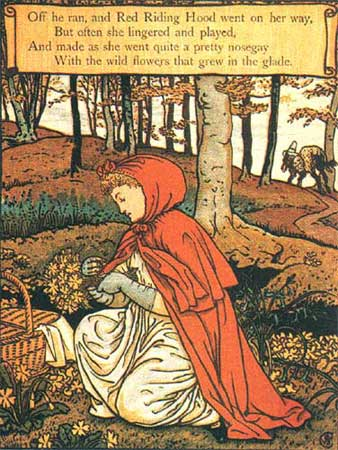 Off he ran, and Red Riding Hood went on her way,
But often she lingered and played,
And made as she went quite a pretty nosegay
With the wild flowers that grew in the glade.